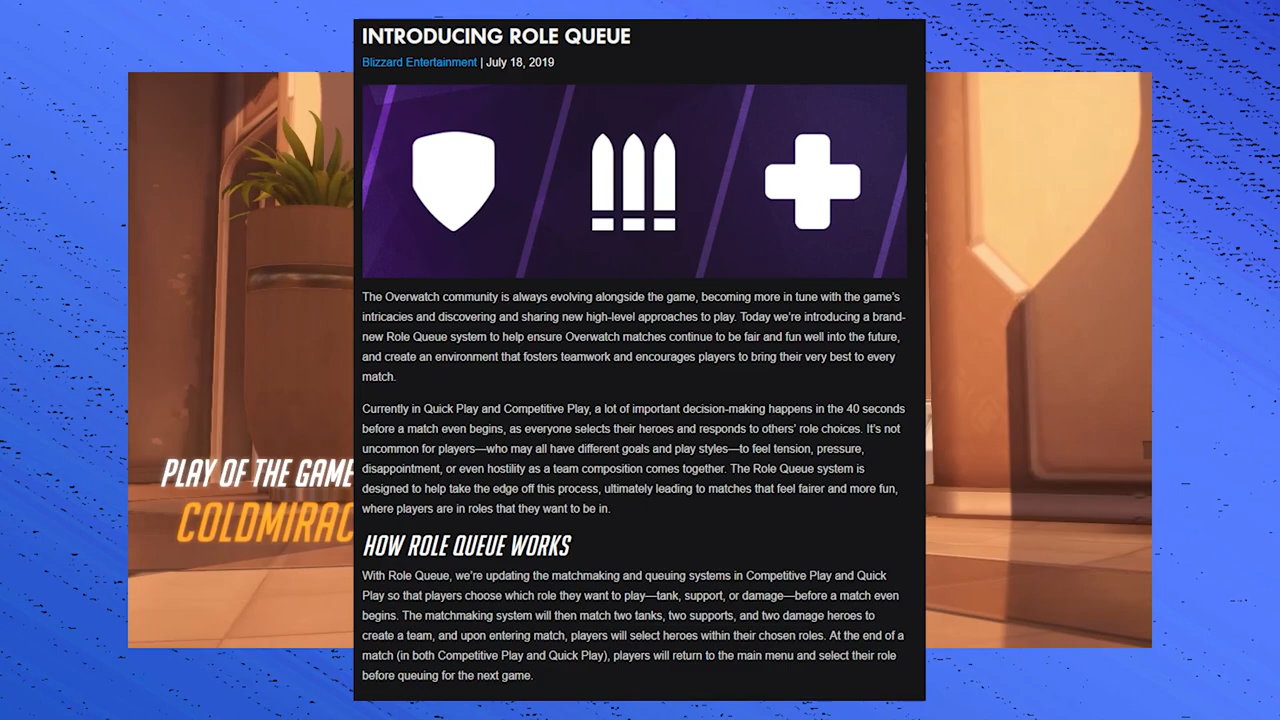 INTRODUCING ROLE QUEUE
Blizzard Entertainment | July 18, 2019
The Overwatch community is always evolving alongside the game, becoming more in tune with the game's
intricacies and discovering and sharing new high-level approaches to play. Today we're introducing a brand-
new Role Queue system to help ensure Overwatch matches continue to be fair and fun well into the future,
and create an environment that fosters teamwork and encourages players to bring their very best to every
match.
Currently in Quick Play and Competitive Play, a lot of important decision-making happens in the 40 seconds
before a match even begins, as everyone selects their heroes and responds to others' role choices. It's not
uncommon for players—who may all have different goals and play styles—to feel tension, pressure,
disappointment, or even hostility as a team composition comes together. The Role Queue system is
designed to help take the edge off this process, ultimately leading to matches that feel fairer and more fun,
where players are in roles that they want to be in.
PLAY OF THE GAME
COLDMIRAC
HOW ROLE QUEUE WORKS
With Role Queue, we're updating the matchmaking and queuing systems in Competitive Play and Quick
Play so that players choose which role they want to play—tank, support, or damage—before a match even
begins. The matchmaking system will then match two tanks, two supports, and two damage heroes to
create a team, and upon entering match, players will select heroes within their chosen roles. At the end of a
match (in both Competitive Play and Quick Play), players will return to the main menu and select their role
before queuing for the next game.